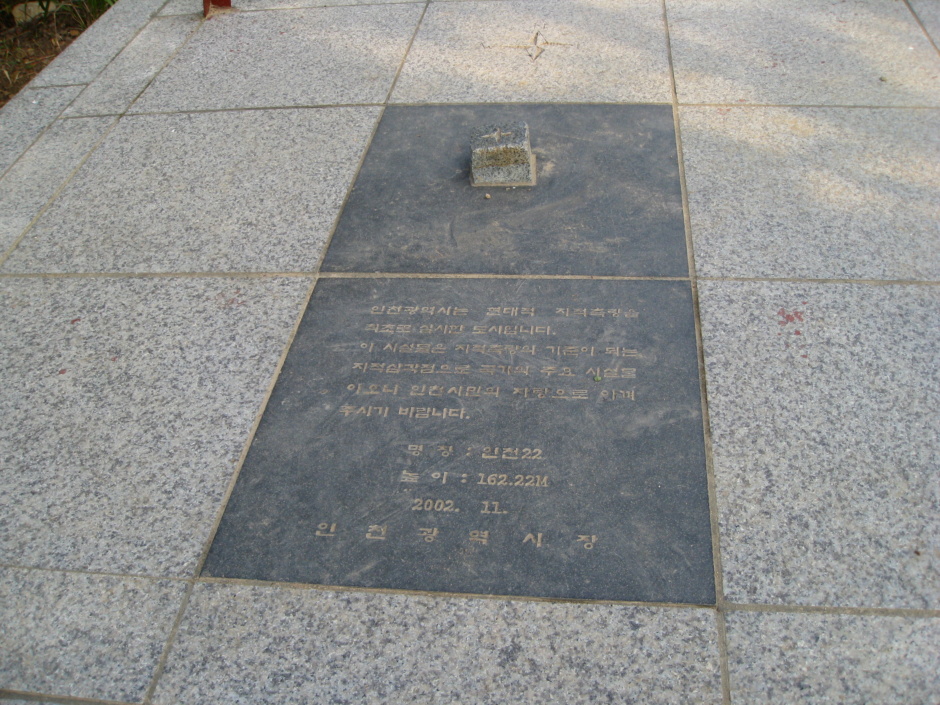 인천광역시는 현대적 지적측량을
최초로 실시한 도시입니다.
이 시설물은 지적측량의 기준이 되는
지적삼각점으로 국가의 주요 시설물
이오니 인천시민의 자랑으로 아껴
주시기 바랍니다.
명 칭 : 인천22
높 이 : 162.22M
2002. 11.
인 천 광 역 시 장